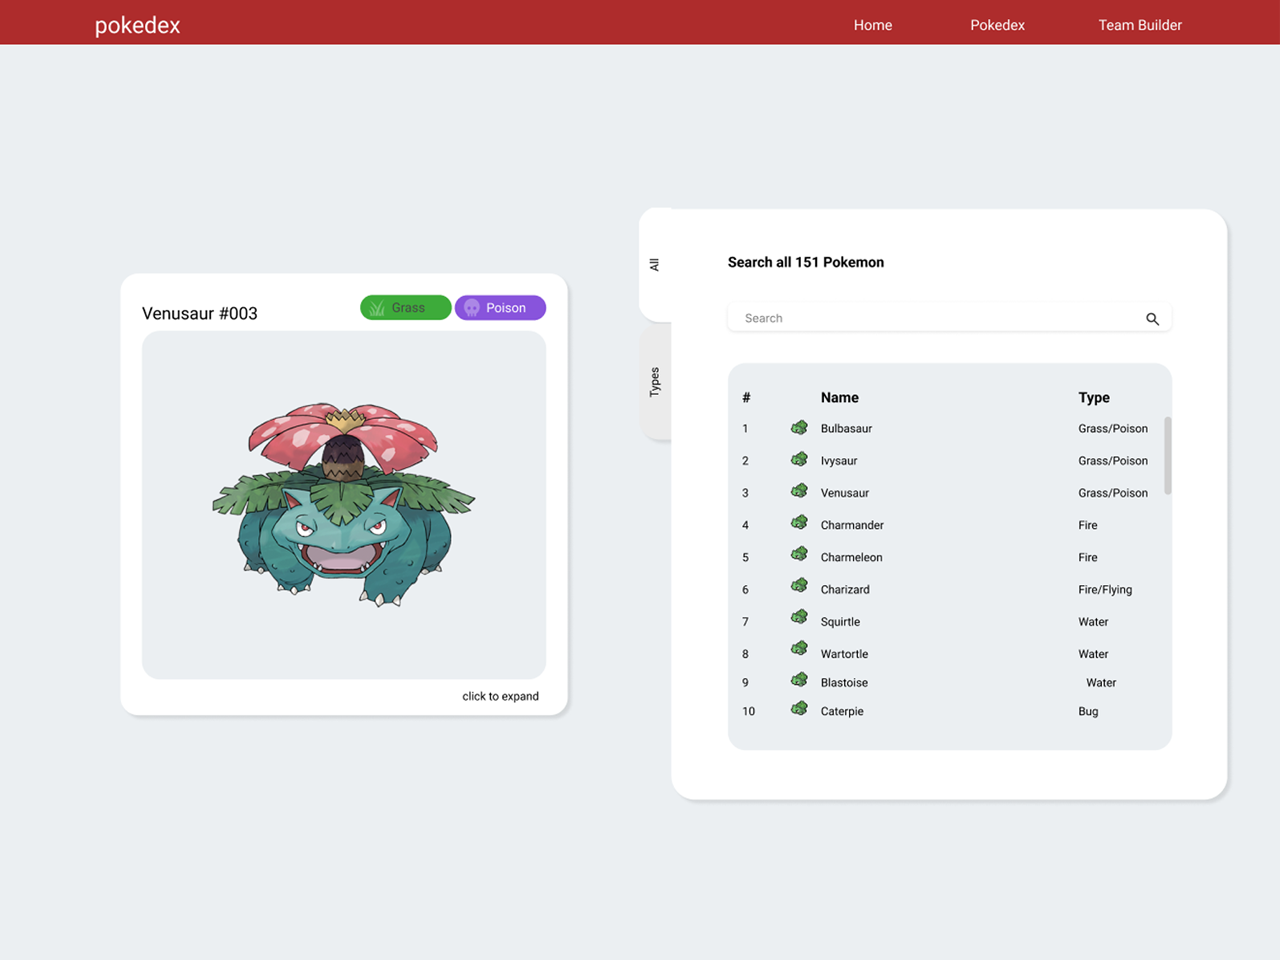 pokedex Home Pokedex Team Builder
Venusaur #003 Grass Poison
click to expand
All
Types
Search all 151 Pokemon
Search
# Name Type
1 Bulbasaur Grass/Poison
2 Ivysaur Grass/Poison
3 Venusaur Grass/Poison
4 Charmander Fire
5 Charmeleon Fire
6 Charizard Fire/Flying
7 Squirtle Water
8 Wartortle Water
9 Blastoise Water
10 Caterpie Bug